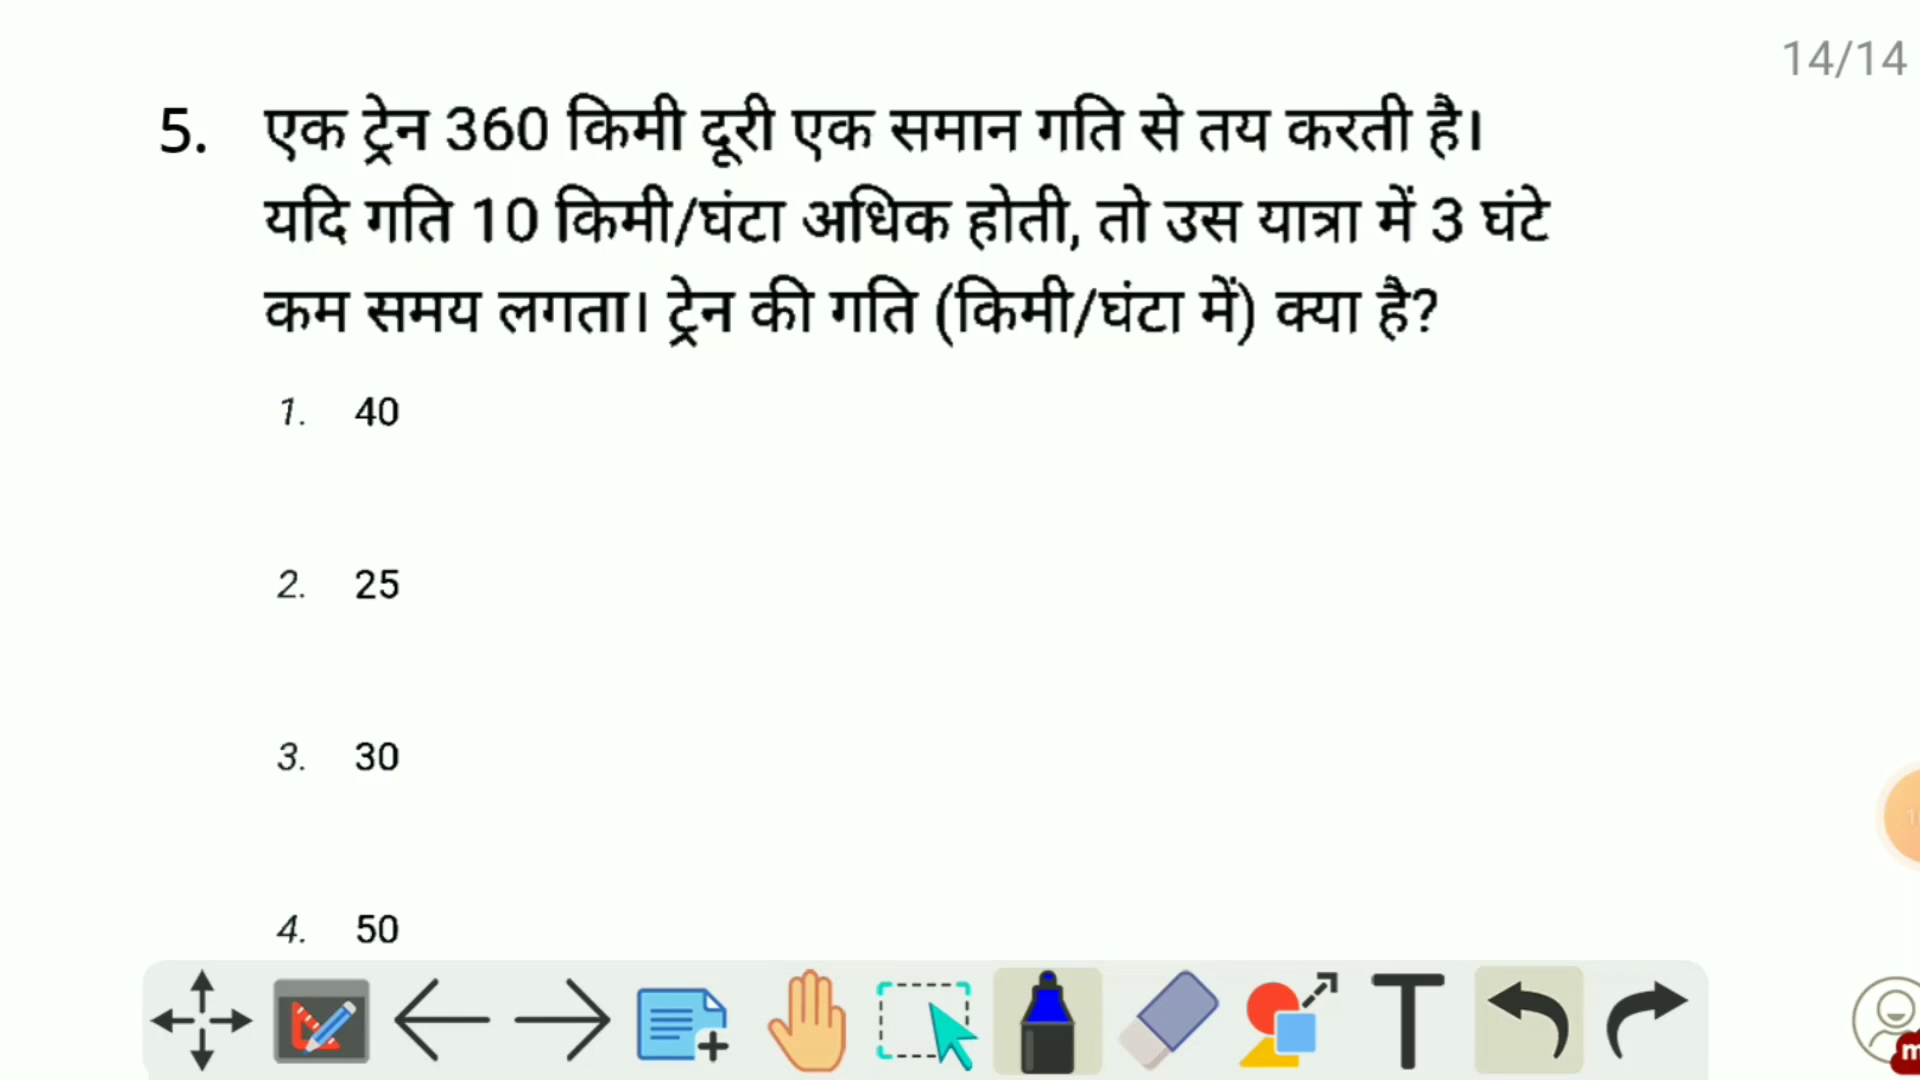 14/14
5. एक ट्रेन 360 किमी दूरी एक समान गति से तय करती है।
यदि गति 10 किमी/घंटा अधिक होती, तो उस यात्रा में 3 घंटे
कम समय लगता। ट्रेन की गति (किमी/घंटा में) क्या है?
1. 40
2. 25
3. 30
4. 50
T